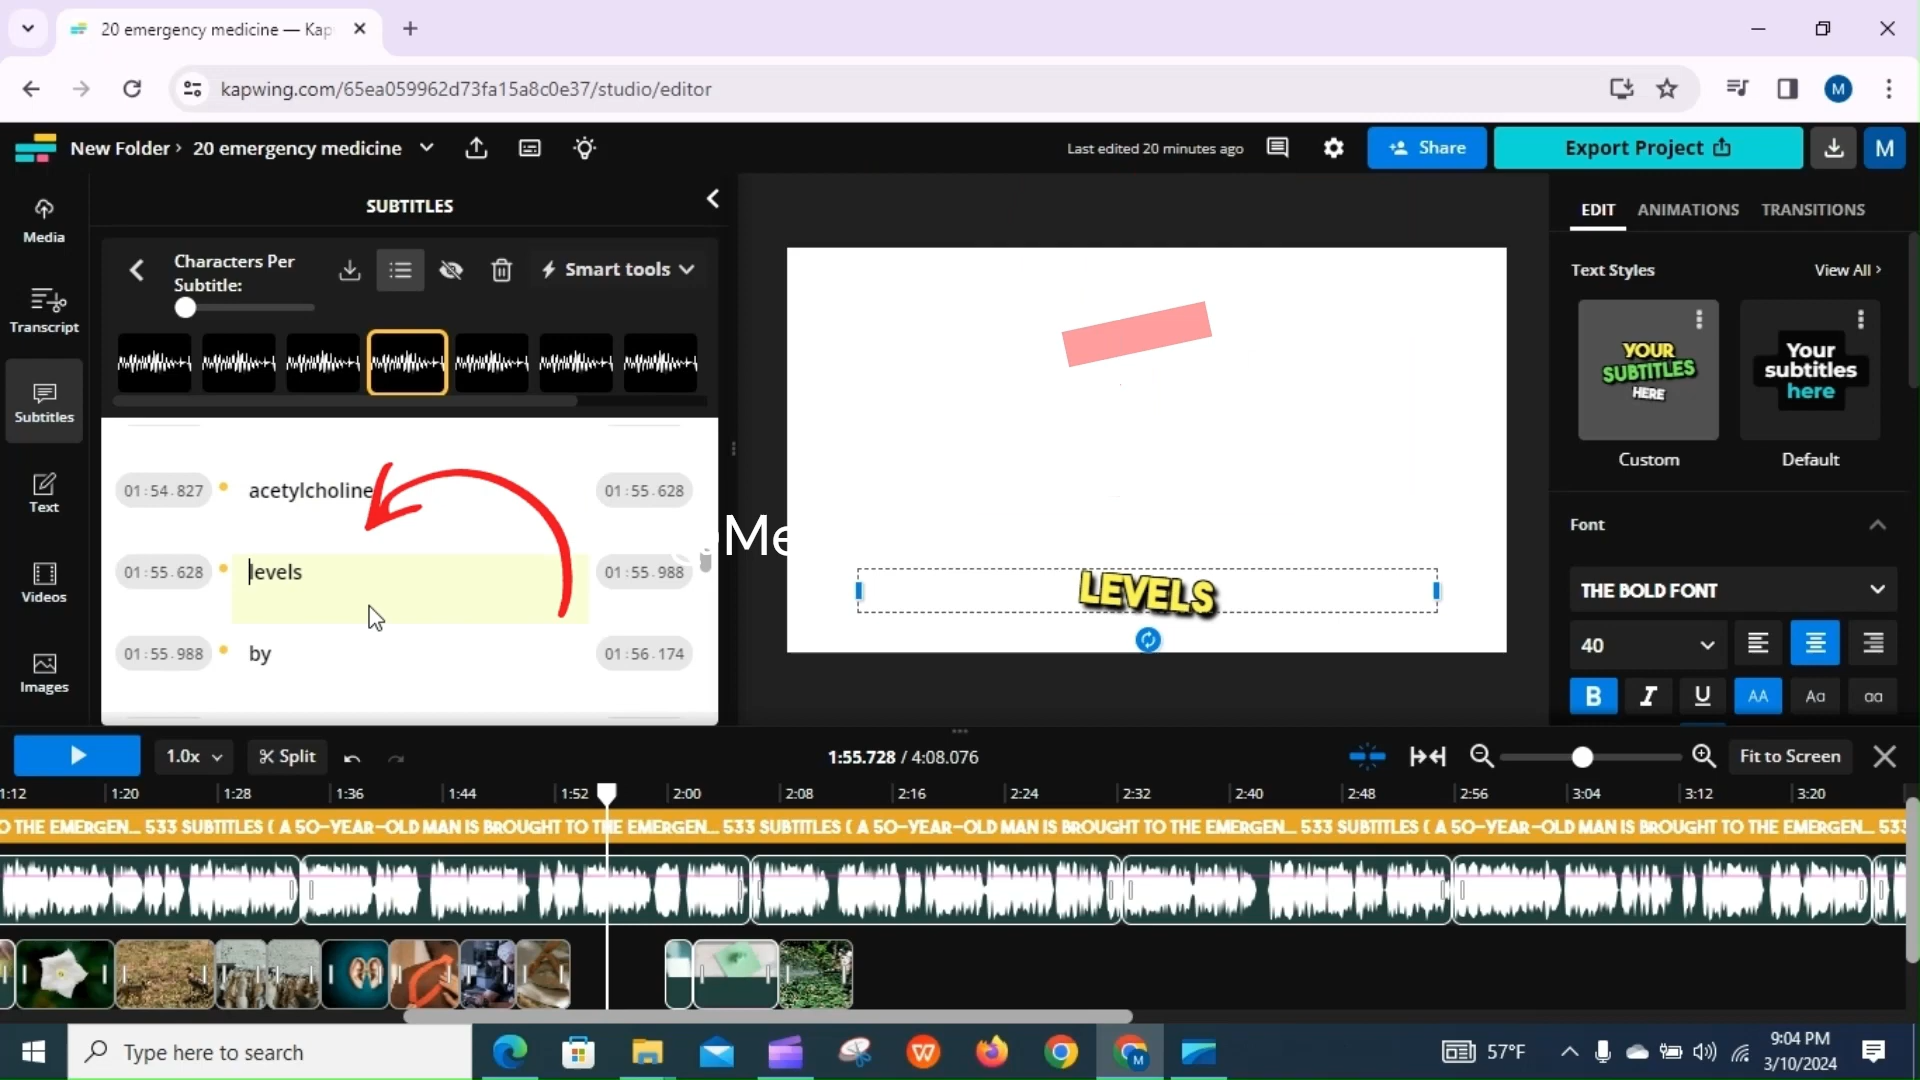 20 emergency medicine — Kap
kapwing.com/65ea059962d73fa15a8c0e37/studio/editor
M
New Folder › 20 emergency medicine
Last edited 20 minutes ago
Share
Export Project
M
Media
Transcript
Subtitles
Text
Videos
Images
SUBTITLES
Characters Per
Subtitle:
Smart tools
01:54.827
acetylcholine
01:55.628
01:55.628
levels
01:55.988
01:55.988
by
01:56.174
@Me
LEVELS
EDIT ANIMATIONS TRANSITIONS
Text Styles
View All ›
YOUR
SUBTITLES
HERE
Your
subtitles
here
Custom
Default
Font
THE BOLD FONT
40
B I U AA Aa aa
1.0x
Split
1:55.728 / 4:08.076
Fit to Screen
1:12 1:20 1:28 1:36 1:44 1:52 2:00 2:08 2:16 2:24 2:32 2:40 2:48 2:56 3:04 3:12 3:20
O THE EMERGEN... 533 SUBTITLES ( A 50-YEAR-OLD MAN IS BROUGHT TO THE EMERGEN... 533 SUBTITLES ( A 50-YEAR-OLD MAN IS BROUGHT TO THE EMERGEN... 533 SUBTITLES ( A 50-YEAR-OLD MAN IS BROUGHT TO THE EMERGEN... 533
Type here to search
W
M
57°F
9:04 PM
3/10/2024